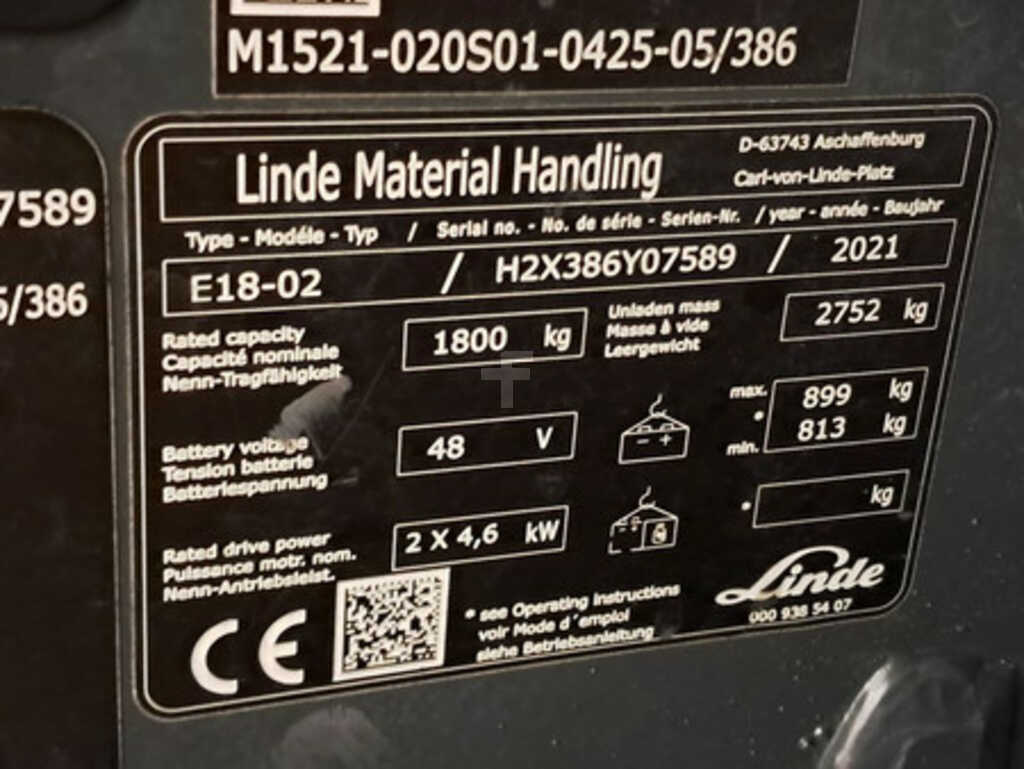 M1521-020S01-0425-05/386
7589
5/386
Linde Material Handling
D-63743 Aschaffenburg
Carl-von-Linde-Platz
Type - Modéle - Typ / Serial no. - No. de série - Serien-Nr. / year - année - Baujahr
E18-02 / H2X386Y07589 / 2021
Rated capacity
Capacité nominale
Nenn-Tragfähigkeit
1800 kg
Unladen mass
Masse à vide
Leergewicht
2752 kg
Battery voltage
Tension batterie
Batteriespannung
48 V
- +
max. 899 kg
*
min. 813 kg
Rated drive power
Puissance motr. nom.
Nenn-Antriebsleist.
2 X 4,6 kW
* kg
CE
* see Operating instructions
voir Mode d'emploi
siehe Betriebsanleitung
Linde
000 938 54 07